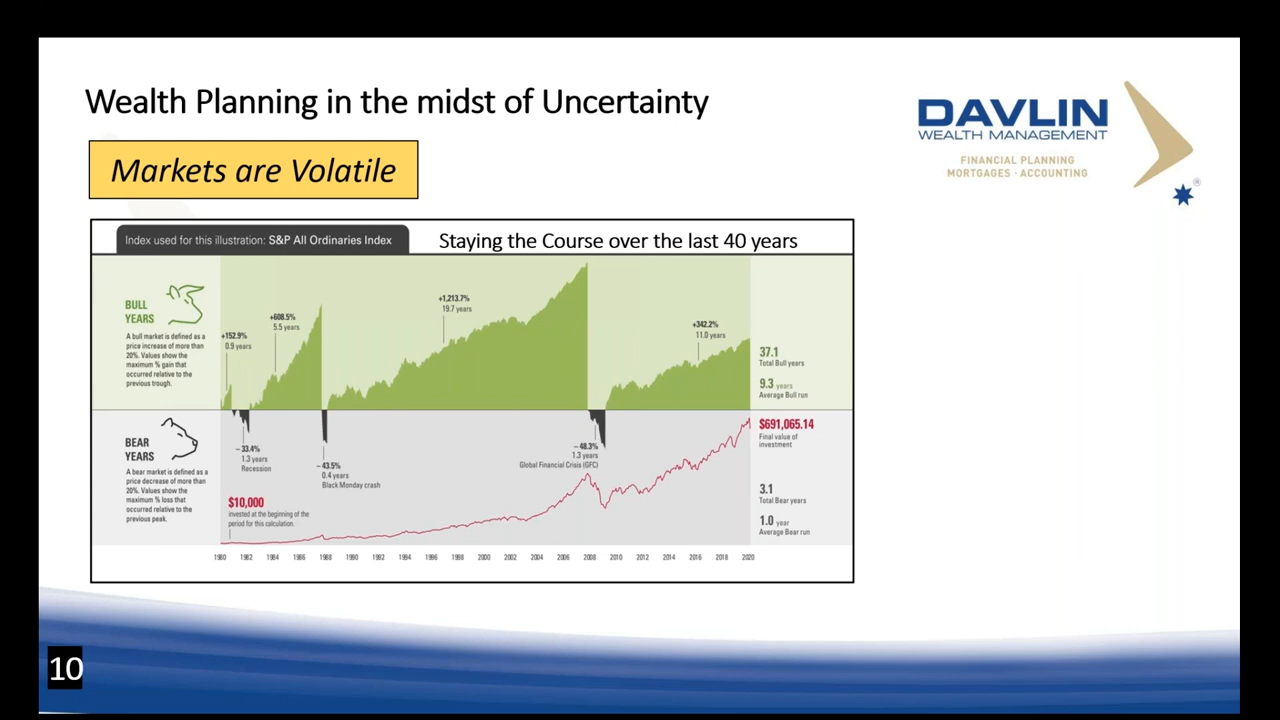 Wealth Planning in the midst of Uncertainty
DAVLIN
WEALTH MANAGEMENT
FINANCIAL PLANNING
MORTGAGES · ACCOUNTING
®
Markets are Volatile
Index used for this illustration: S&P All Ordinaries Index
Staying the Course over the last 40 years
BULL
YEARS
A bull market is defined as a
price increase of more than
20%. Values show the
maximum % gain that
occurred relative to the
previous trough.
+152.9%
0.9 years
+608.5%
5.5 years
+1,213.7%
19.7 years
+342.2%
11.0 years
37.1
Total Bull years
9.3 years
Average Bull run
BEAR
YEARS
A bear market is defined as a
price decrease of more than
20%. Values show the
maximum % loss that
occurred relative to the
previous peak.
– 33.4%
1.3 years
Recession
– 43.5%
0.4 years
Black Monday crash
– 48.3%
1.3 years
Global Financial Crisis (GFC)
$10,000
invested at the beginning of the
period for this calculation.
$691,065.14
Final value of
investment
3.1
Total Bear years
1.0 year
Average Bear run
1980 1982 1984 1986 1988 1990 1992 1994 1996 1998 2000 2002 2004 2006 2008 2010 2012 2014 2016 2018 2020
10